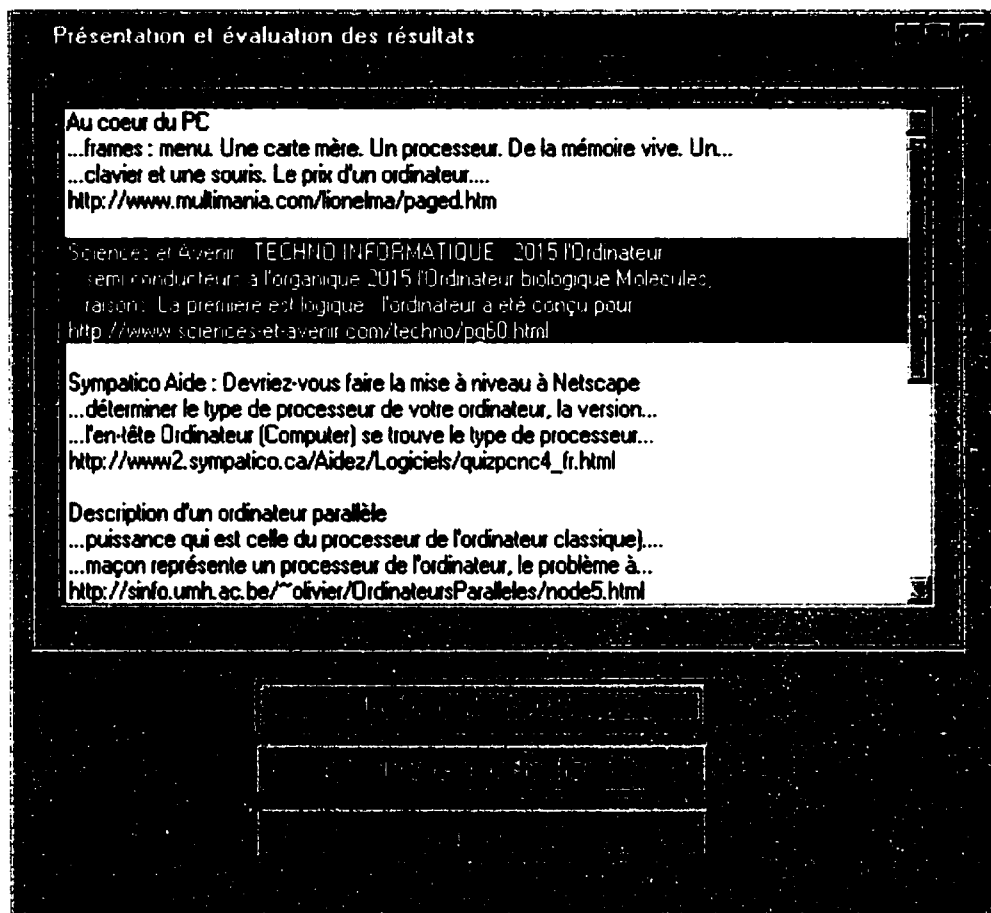 Présentation et évaluation des résultats
Au coeur du PC
...frames : menu. Une carte mère. Un processeur. De la mémoire vive. Un...
...clavier et une souris. Le prix d'un ordinateur....
http://www.multimania.com/lionelma/paged.htm
Sciences et Avenir TECHNO INFORMATIQUE 2015 l'Ordinateur
semi conducteurs à l'organique 2015 l'Ordinateur biologique Molécules,
raisons La première est logique l'ordinateur a été conçu pour
http://www.sciences-et-avenir.com/techno/pg60.html
Sympatico Aide : Devriez-vous faire la mise à niveau à Netscape
...déterminer le type de processeur de votre ordinateur, la version...
...l'en-tête Ordinateur (Computer) se trouve le type de processeur...
http://www2.sympatico.ca/Aidez/Logiciels/quizpcnc4_fr.html
Description d'un ordinateur parallèle
...puissance qui est celle du processeur de l'ordinateur classique)....
...maçon représente un processeur de l'ordinateur, le problème à...
http://sinfo.umh.ac.be/~olivier/OrdinateursParalleles/node5.html